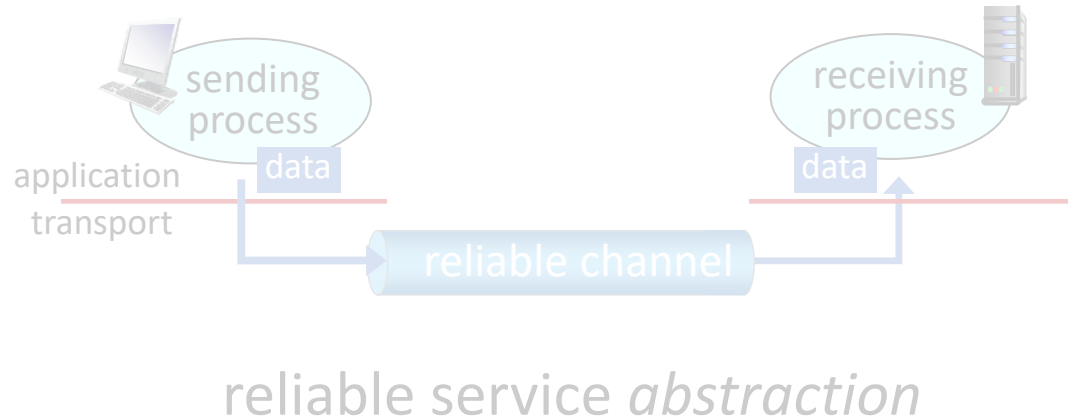 sending
process
receiving
process
data
data
application
transport
reliable channel
reliable service abstraction